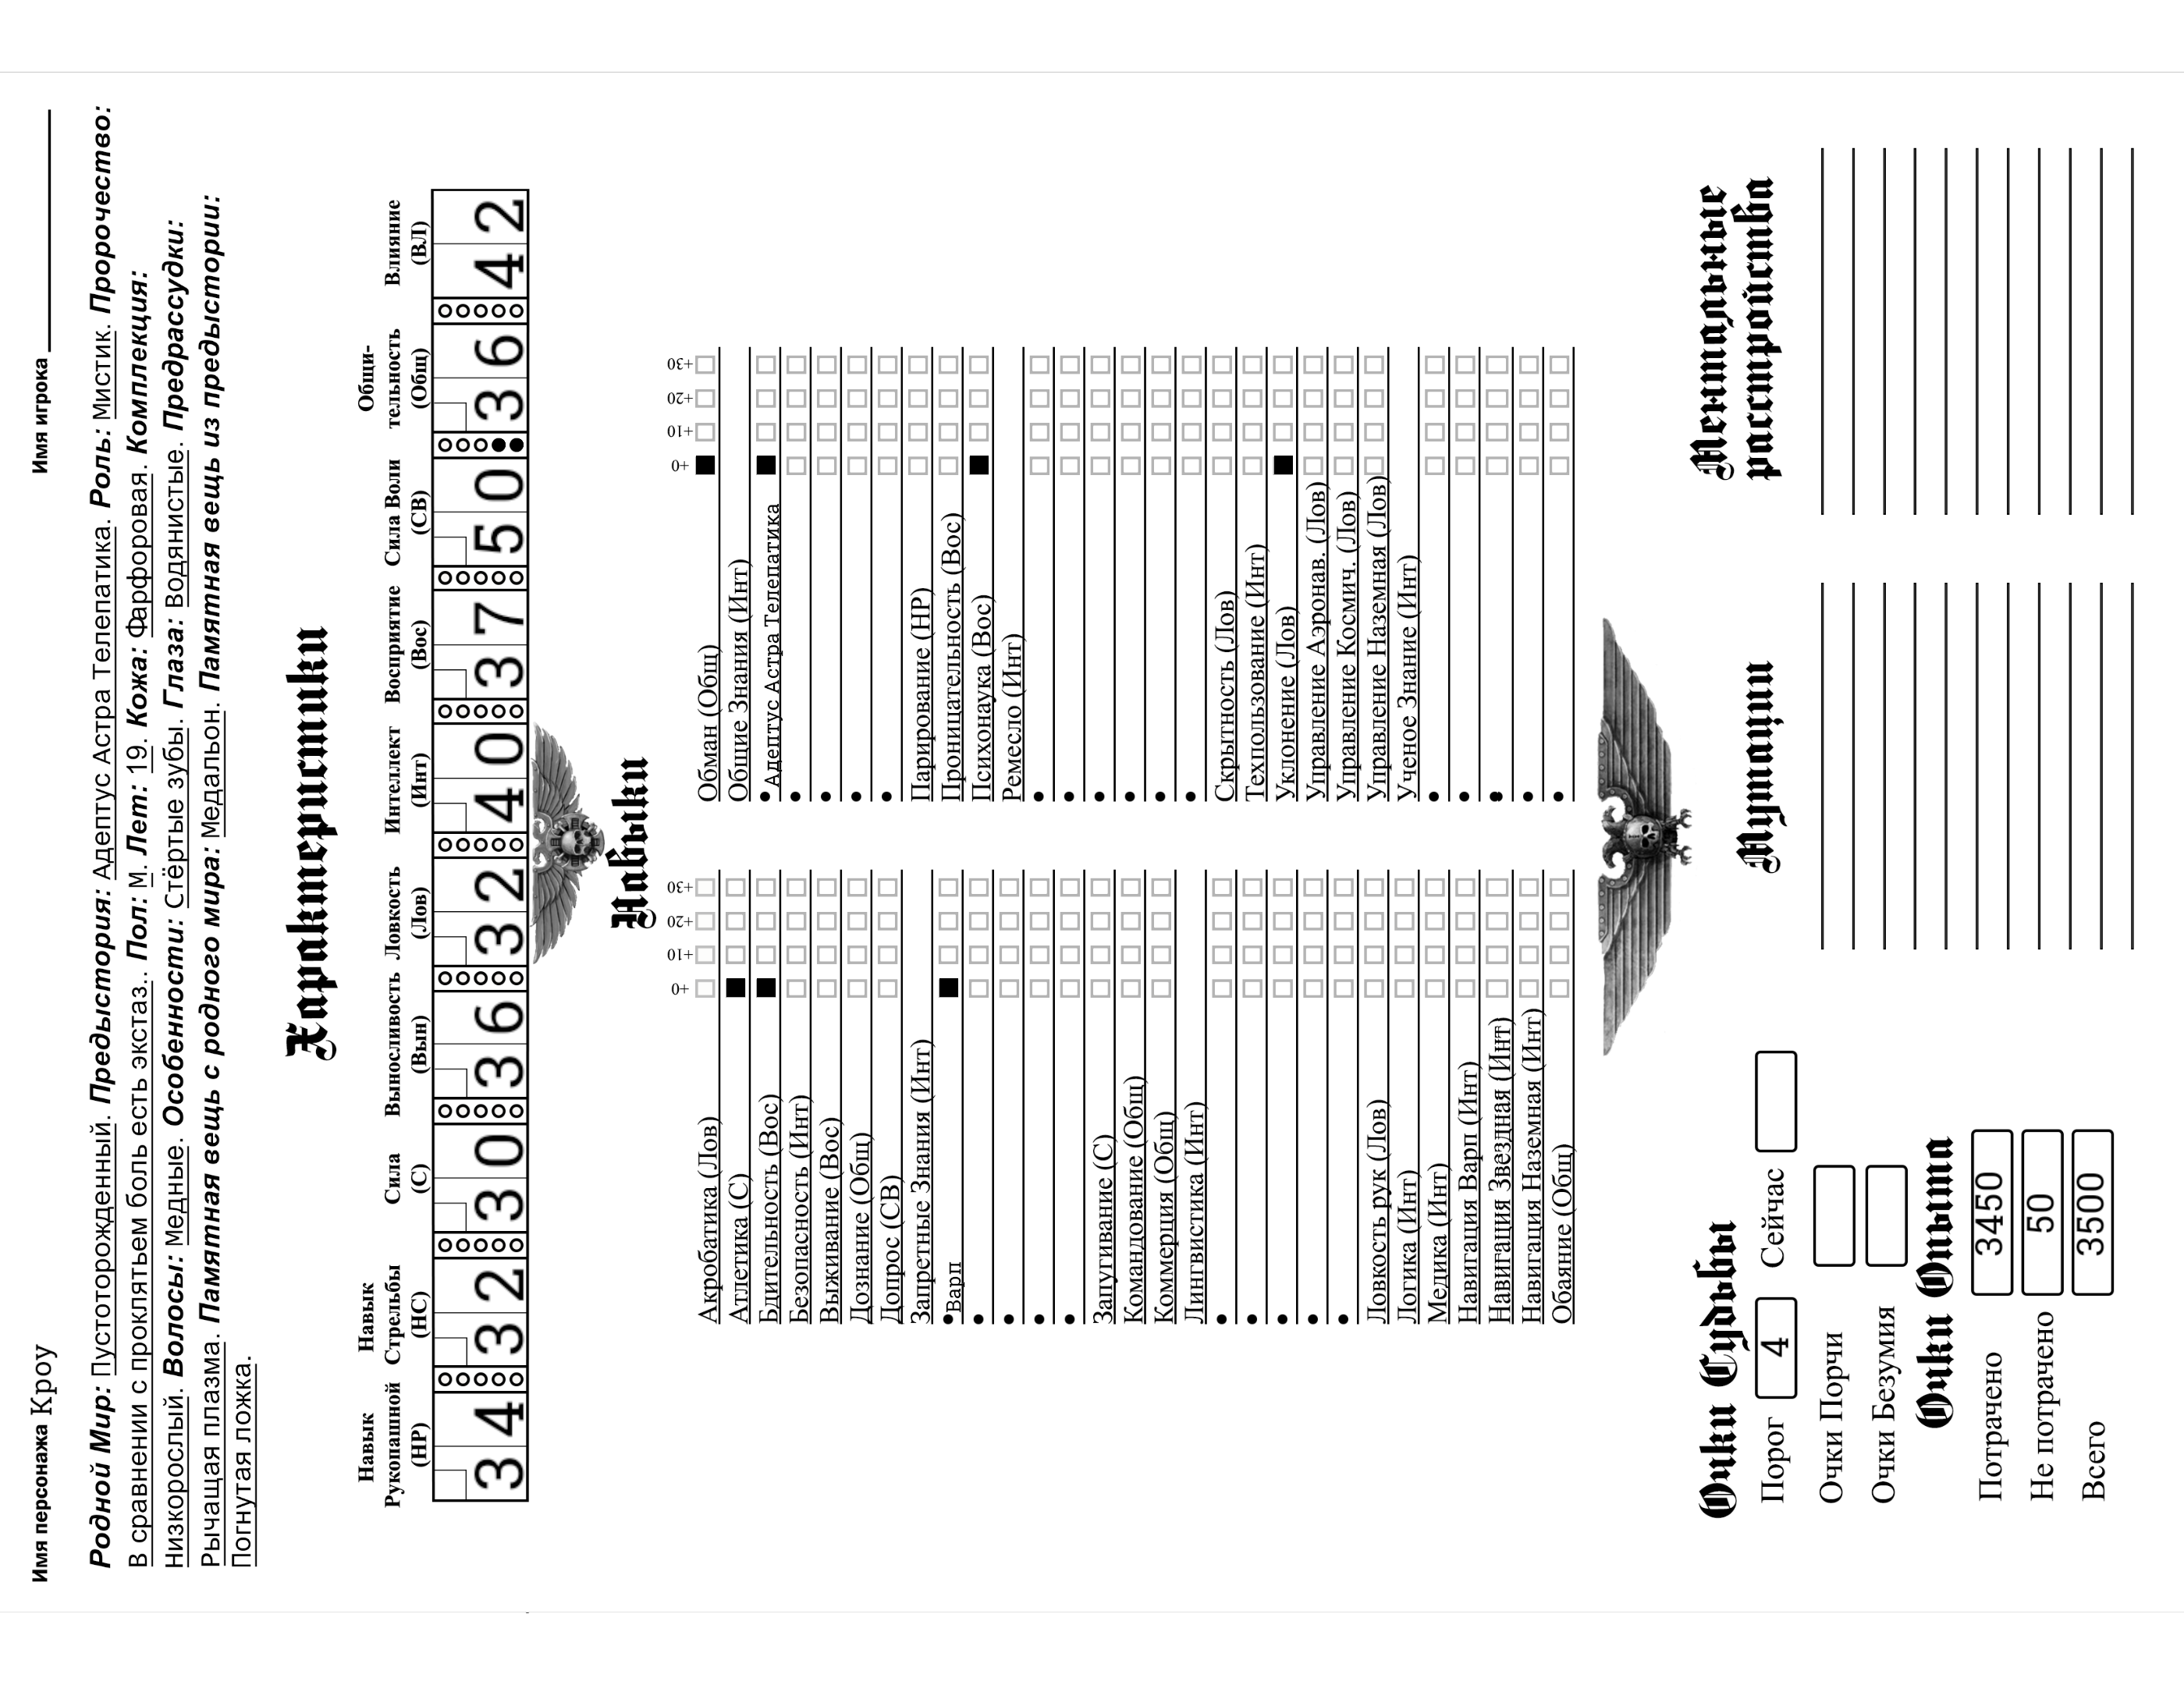 Имя персонажа Кроу Имя игрока
Родной Мир: Пустоторожденный. Предыстория: Адептус Астра Телепатика. Роль: Мистик. Пророчество:
В сравнении с проклятьем боль есть экстаз.. Пол: М. Лет: 19. Кожа: Фарфоровая. Комплекция:
Низкорослый. Волосы: Медные. Особенности: Стёртые зубы. Глаза: Водянистые. Предрассудки:
Рычащая плазма. Памятная вещь с родного мира: Медальон. Памятная вещь из предыстории:
Погнутая ложка.
Характеристики
Навык Рукопашной (НР)
34
Навык Стрельбы (НС)
32
Сила (С)
30
Выносливость (Вын)
36
Ловкость (Лов)
32
Интеллект (Инт)
40
Восприятие (Вос)
37
Сила Воли (СВ)
50
Общи-
тельность (Общ)
36
Влияние (ВЛ)
42
Навыки
+0 +10 +20 +30
Акробатика (Лов)
Атлетика (С)
Бдительность (Вос)
Безопасность (Инт)
Выживание (Вос)
Дознание (Общ)
Допрос (СВ)
Запретные Знания (Инт)
•Варп
•
•
•
•
Запугивание (С)
Командование (Общ)
Коммерция (Общ)
Лингвистика (Инт)
•
•
•
•
•
Ловкость рук (Лов)
Логика (Инт)
Медика (Инт)
Навигация Варп (Инт)
Навигация Звездная (Инт)
Навигация Наземная (Инт)
Обаяние (Общ)
+0 +10 +20 +30
Обман (Общ)
Общие Знания (Инт)
• Адептус Астра Телепатика
•
•
•
•
Парирование (НР)
Проницательность (Вос)
Психонаука (Вос)
Ремесло (Инт)
•
•
•
•
•
•
Скрытность (Лов)
Техпользование (Инт)
Уклонение (Лов)
Управление Аэронав. (Лов)
Управление Космич. (Лов)
Управление Наземная (Лов)
Ученое Знание (Инт)
•
•
•
•
•
Очки Судьбы
Порог 4 Сейчас
Очки Порчи
Очки Безумия
Очки Опыта
Потрачено 3450
Не потрачено 50
Всего 3500
Мутации
Ментальные
расстройства